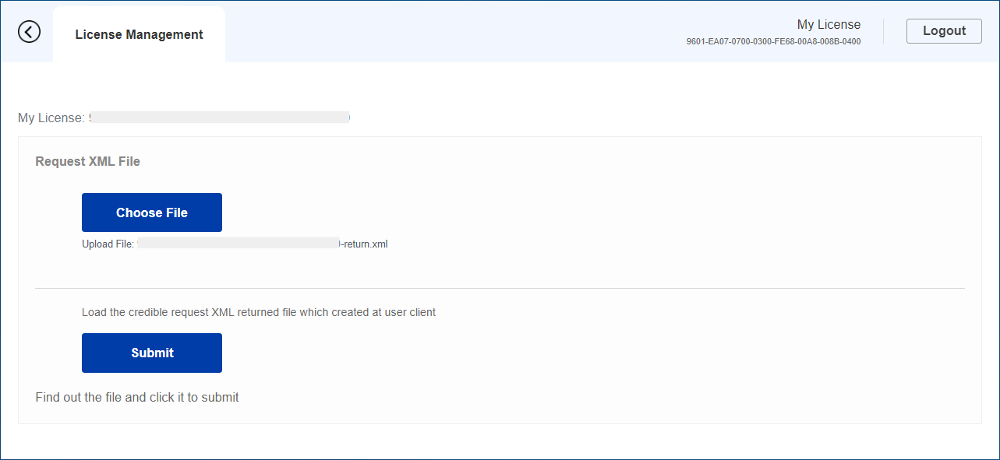 License Management
My License
9601-EA07-0700-0300-FE68-00A8-008B-0400
Logout
My License:
Request XML File
Choose File
Upload File: -return.xml
Load the credible request XML returned file which created at user client
Submit
Find out the file and click it to submit